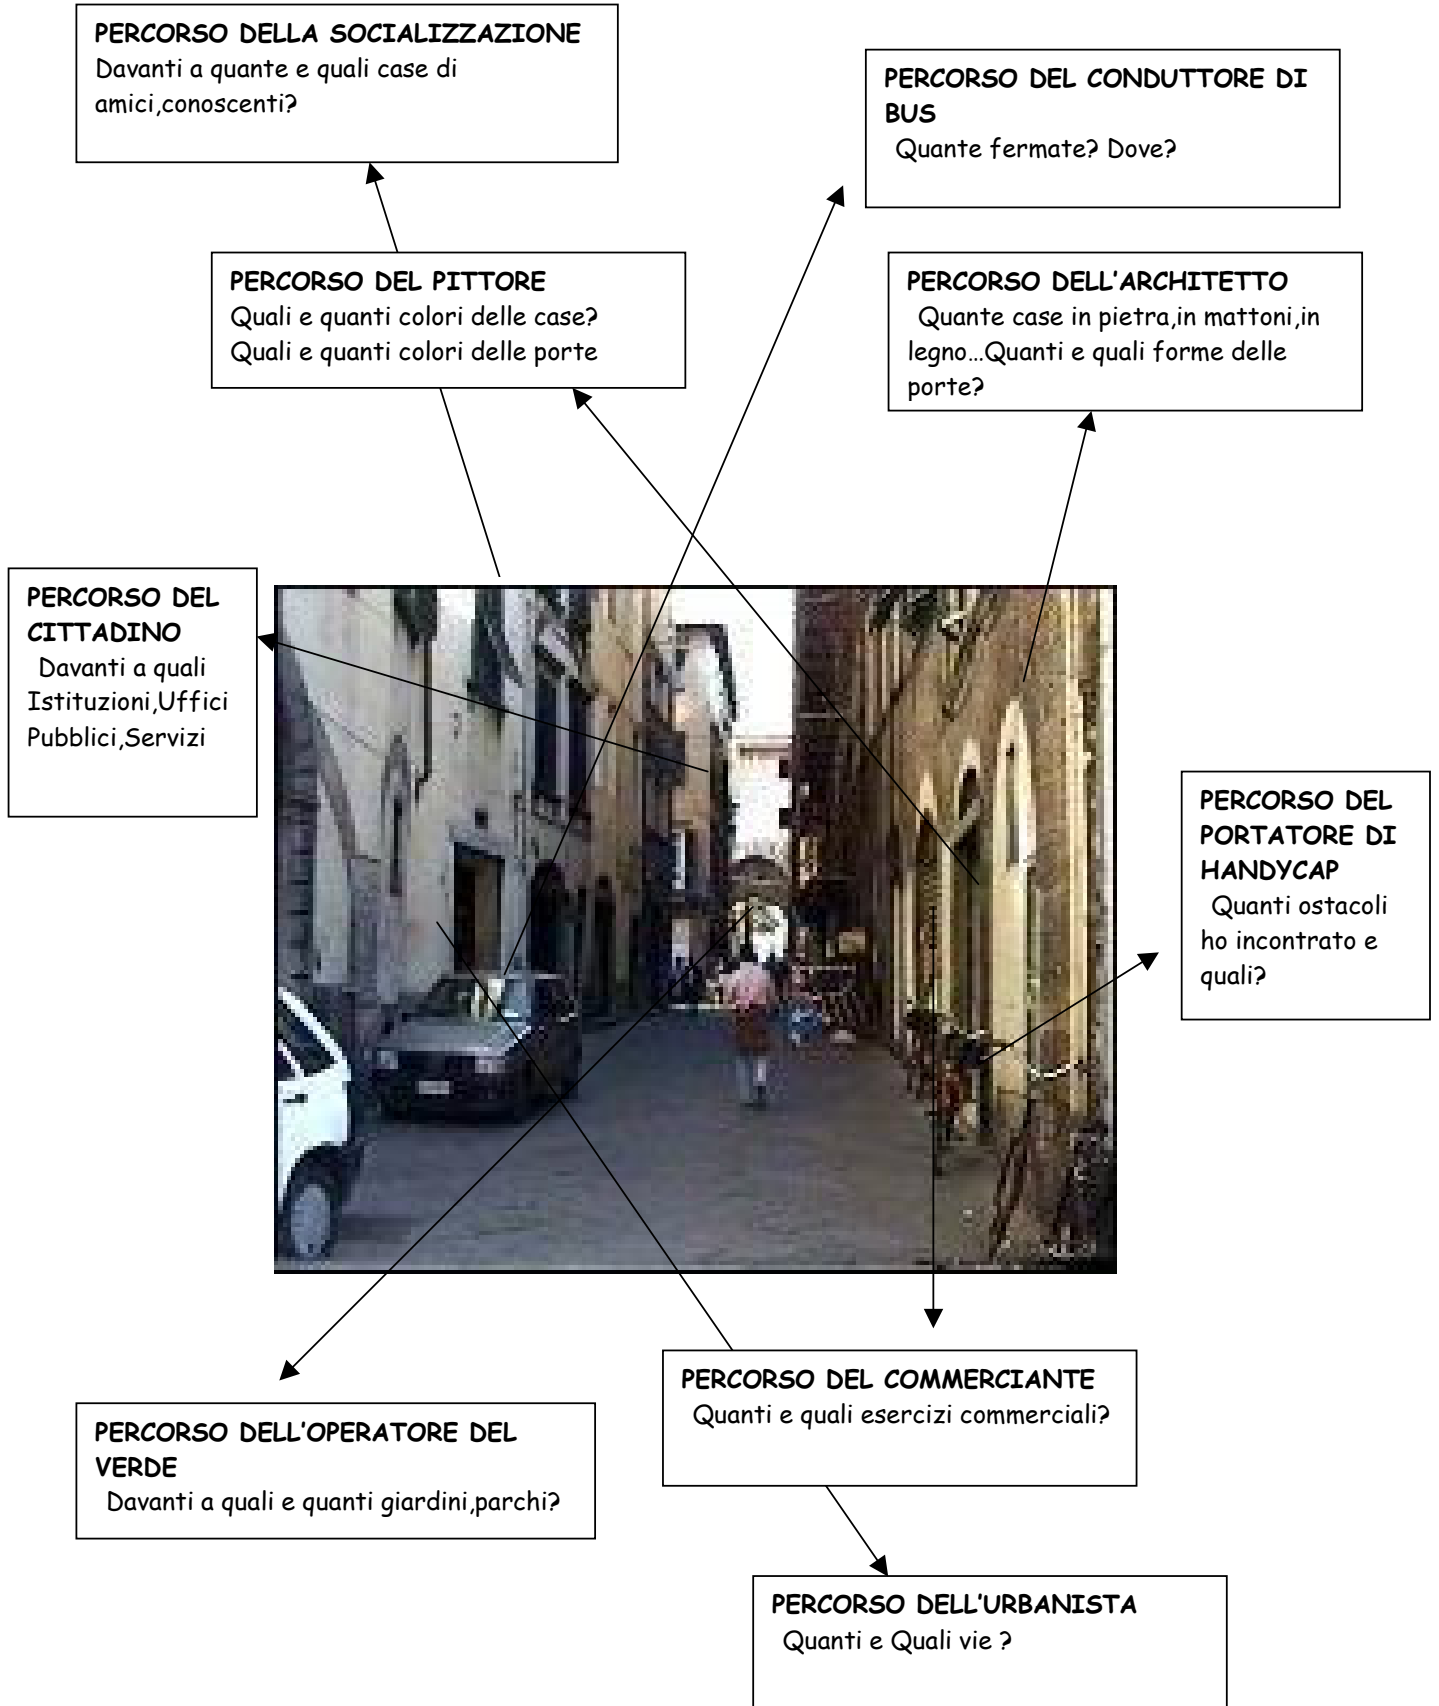 PERCORSO DELLA SOCIALIZZAZIONE
Davanti a quante e quali case di
amici,conoscenti?
PERCORSO DEL CONDUTTORE DI
BUS
Quante fermate? Dove?
PERCORSO DEL PITTORE
Quali e quanti colori delle case?
Quali e quanti colori delle porte
PERCORSO DELL'ARCHITETTO
Quante case in pietra,in mattoni,in
legno...Quanti e quali forme delle
porte?
PERCORSO DEL
CITTADINO
Davanti a quali
Istituzioni,Uffici
Pubblici,Servizi
PERCORSO DEL
PORTATORE DI
HANDYCAP
Quanti ostacoli
ho incontrato e
quali?
PERCORSO DEL COMMERCIANTE
Quanti e quali esercizi commerciali?
PERCORSO DELL'OPERATORE DEL
VERDE
Davanti a quali e quanti giardini,parchi?
PERCORSO DELL'URBANISTA
Quanti e Quali vie ?